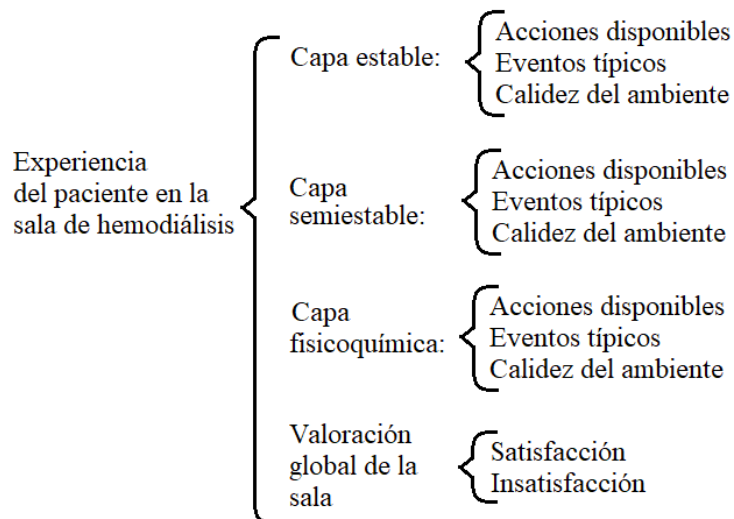 Experiencia
del paciente en la
sala de hemodiálisis
Capa estable:
Acciones disponibles
Eventos típicos
Calidez del ambiente
Capa
semiestable:
Acciones disponibles
Eventos típicos
Calidez del ambiente
Capa
fisicoquímica:
Acciones disponibles
Eventos típicos
Calidez del ambiente
Valoración
global de la
sala
Satisfacción
Insatisfacción